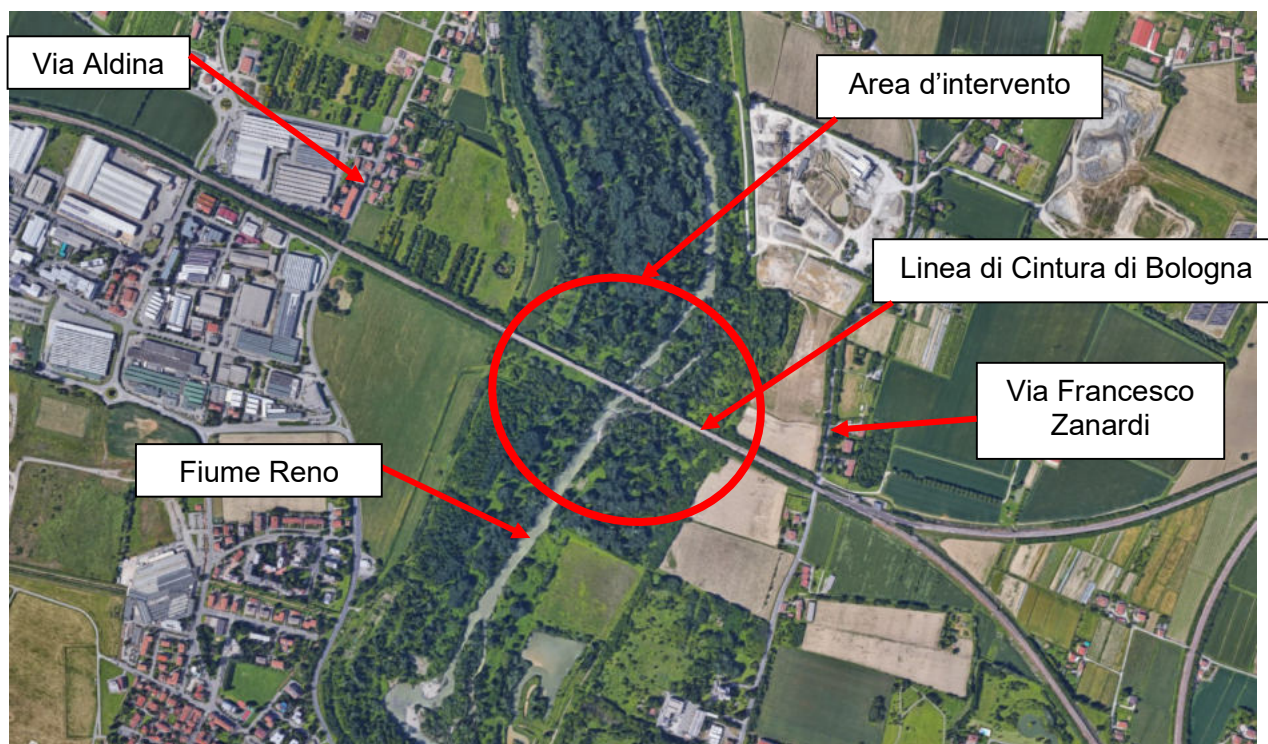 Via Aldina
Area d’intervento
Linea di Cintura di Bologna
Via Francesco
Zanardi
Fiume Reno